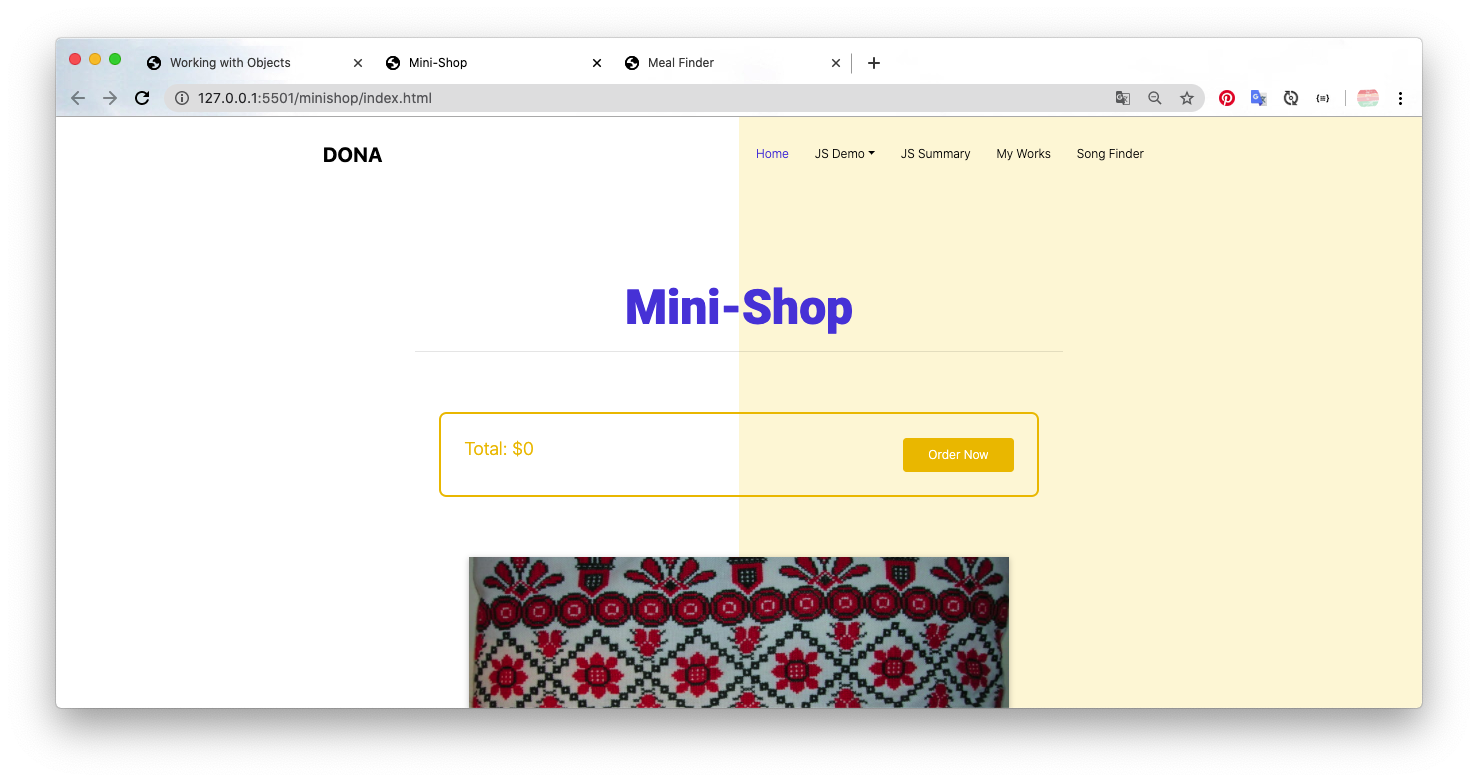 Working with Objects
Mini-Shop
Meal Finder
127.0.0.1:5501/minishop/index.html
DONA
Home JS Demo JS Summary My Works Song Finder
Mini-Shop
Total: $0
Order Now